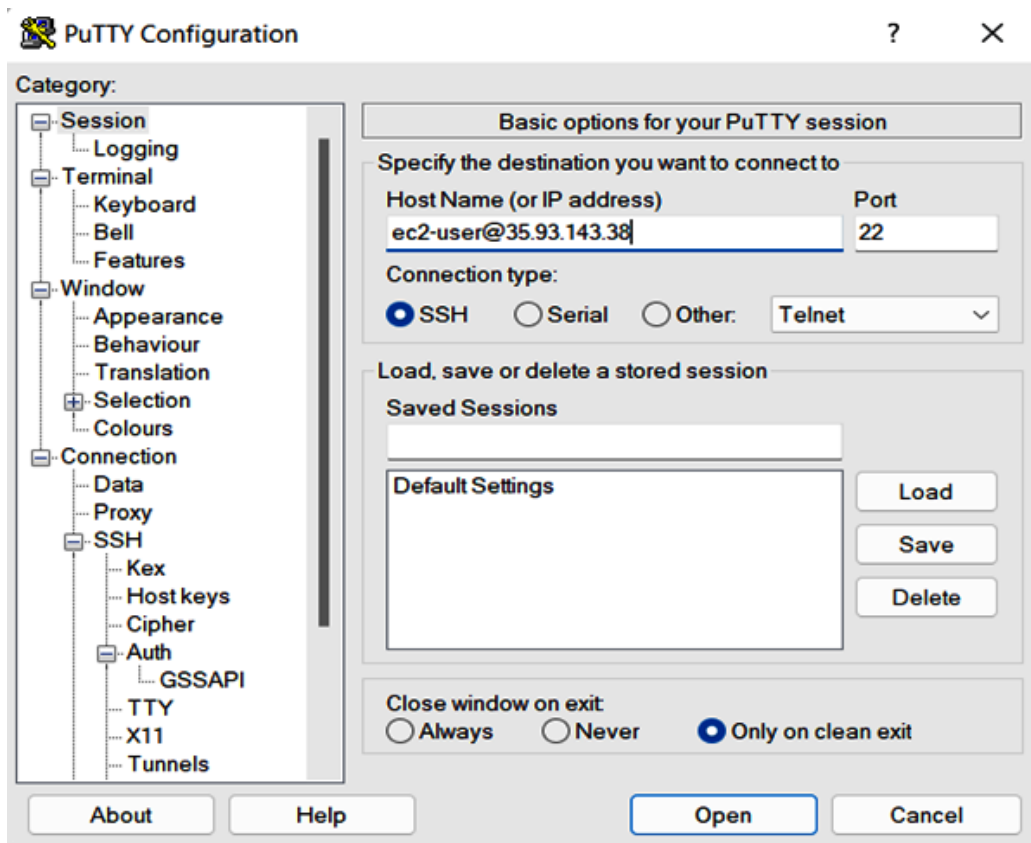 PuTTY Configuration
?
Category:
Session
Logging
Terminal
Keyboard
Bell
Features
Window
Appearance
Behaviour
Translation
Selection
Colours
Connection
Data
Proxy
SSH
Kex
Host keys
Cipher
Auth
GSSAPI
TTY
X11
Tunnels
Basic options for your PuTTY session
Specify the destination you want to connect to
Host Name (or IP address) Port
ec2-user@35.93.143.38 22
Connection type:
SSH Serial Other: Telnet
Load, save or delete a stored session
Saved Sessions
Default Settings
Load
Save
Delete
Close window on exit:
Always Never Only on clean exit
About Help Open Cancel